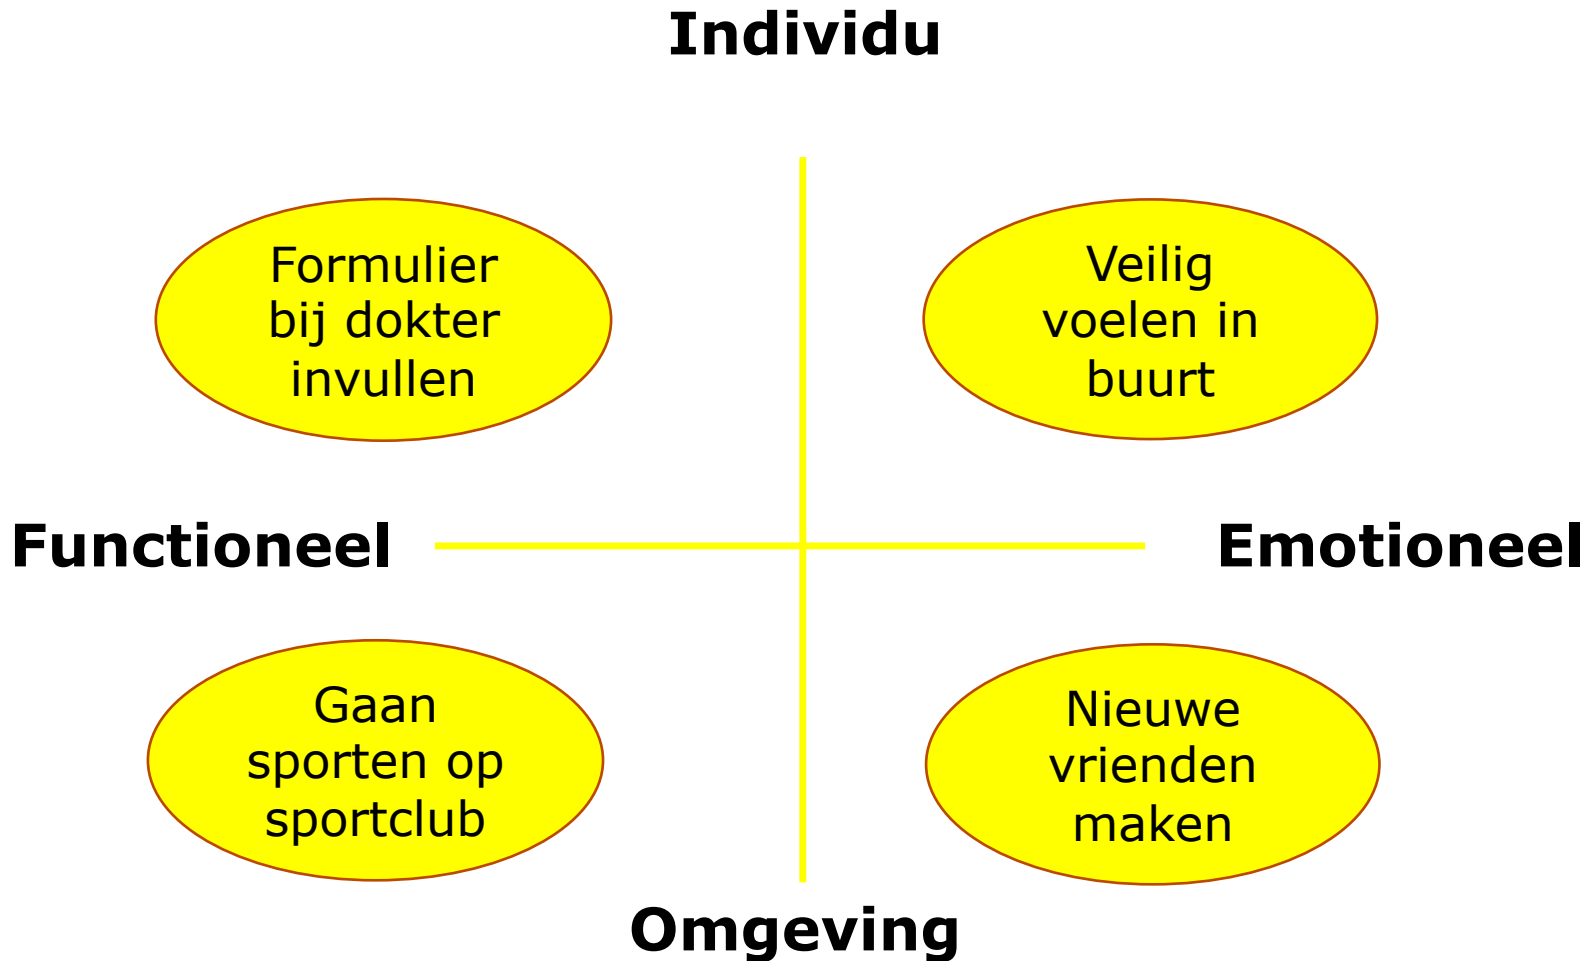 Individu
Formulier
bij dokter
invullen
Veilig
voelen in
buurt
Functioneel
Emotioneel
Gaan
sporten op
sportclub
Nieuwe
vrienden
maken
Omgeving